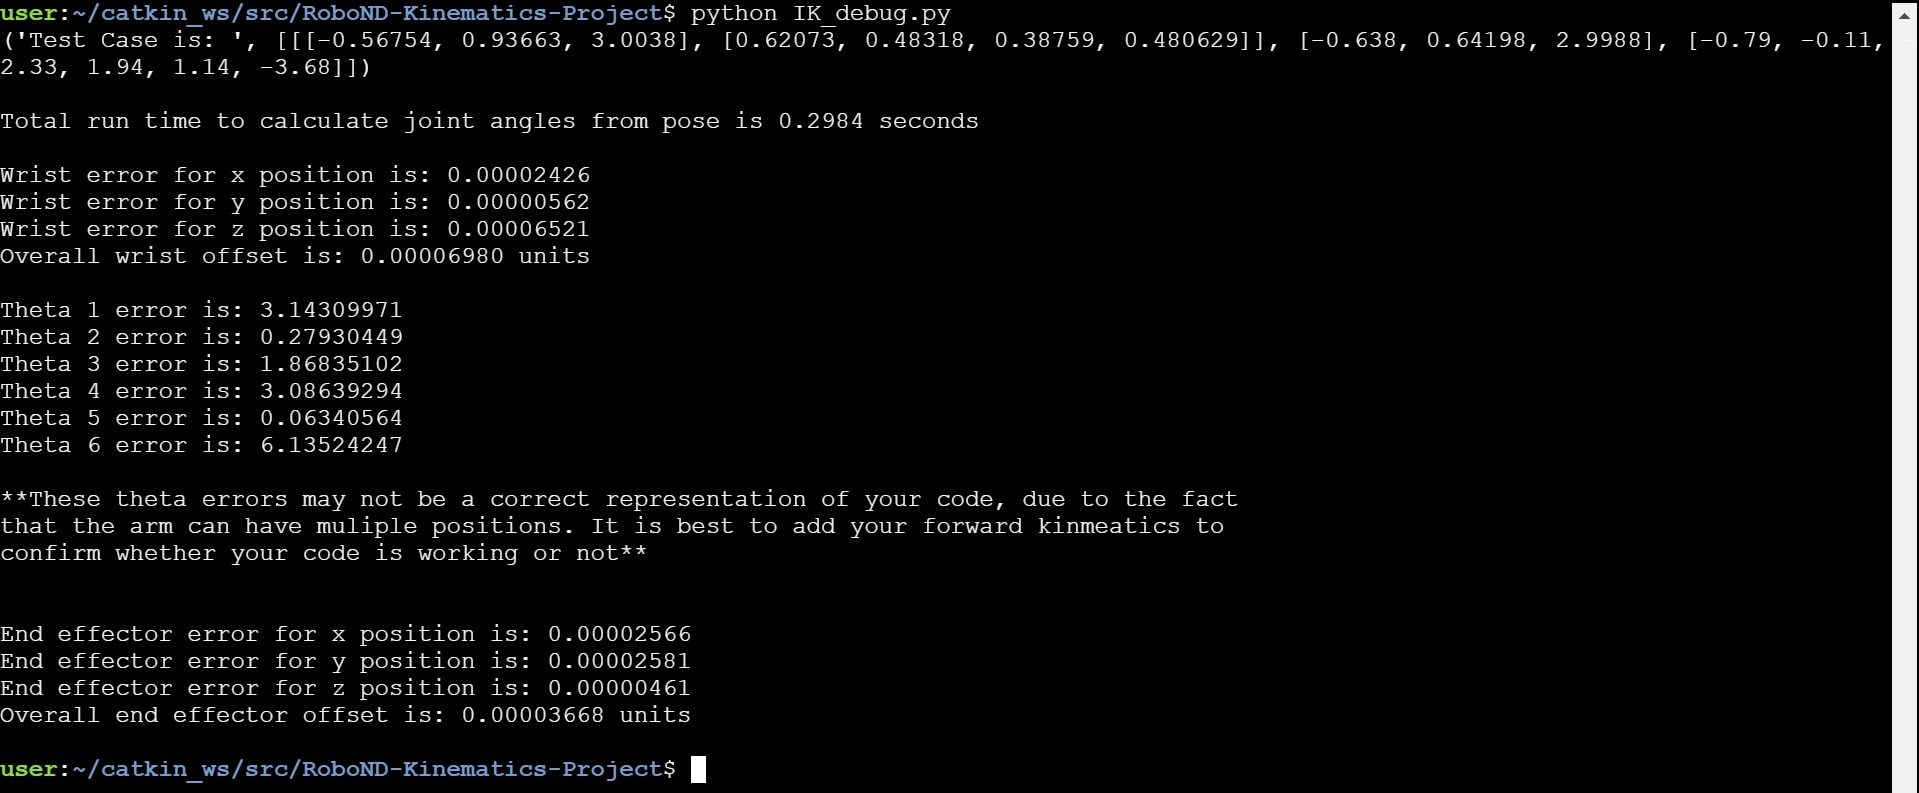 user:~/catkin_ws/src/RoboND-Kinematics-Project$ python IK_debug.py
('Test Case is: ', [[[-0.56754, 0.93663, 3.0038], [0.62073, 0.48318, 0.38759, 0.480629]], [-0.638, 0.64198, 2.9988], [-0.79, -0.11,
2.33, 1.94, 1.14, -3.68]])
Total run time to calculate joint angles from pose is 0.2984 seconds
Wrist error for x position is: 0.00002426
Wrist error for y position is: 0.00000562
Wrist error for z position is: 0.00006521
Overall wrist offset is: 0.00006980 units
Theta 1 error is: 3.14309971
Theta 2 error is: 0.27930449
Theta 3 error is: 1.86835102
Theta 4 error is: 3.08639294
Theta 5 error is: 0.06340564
Theta 6 error is: 6.13524247
**These theta errors may not be a correct representation of your code, due to the fact
that the arm can have muliple positions. It is best to add your forward kinmeatics to
confirm whether your code is working or not**
End effector error for x position is: 0.00002566
End effector error for y position is: 0.00002581
End effector error for z position is: 0.00000461
Overall end effector offset is: 0.00003668 units
user:~/catkin_ws/src/RoboND-Kinematics-Project$